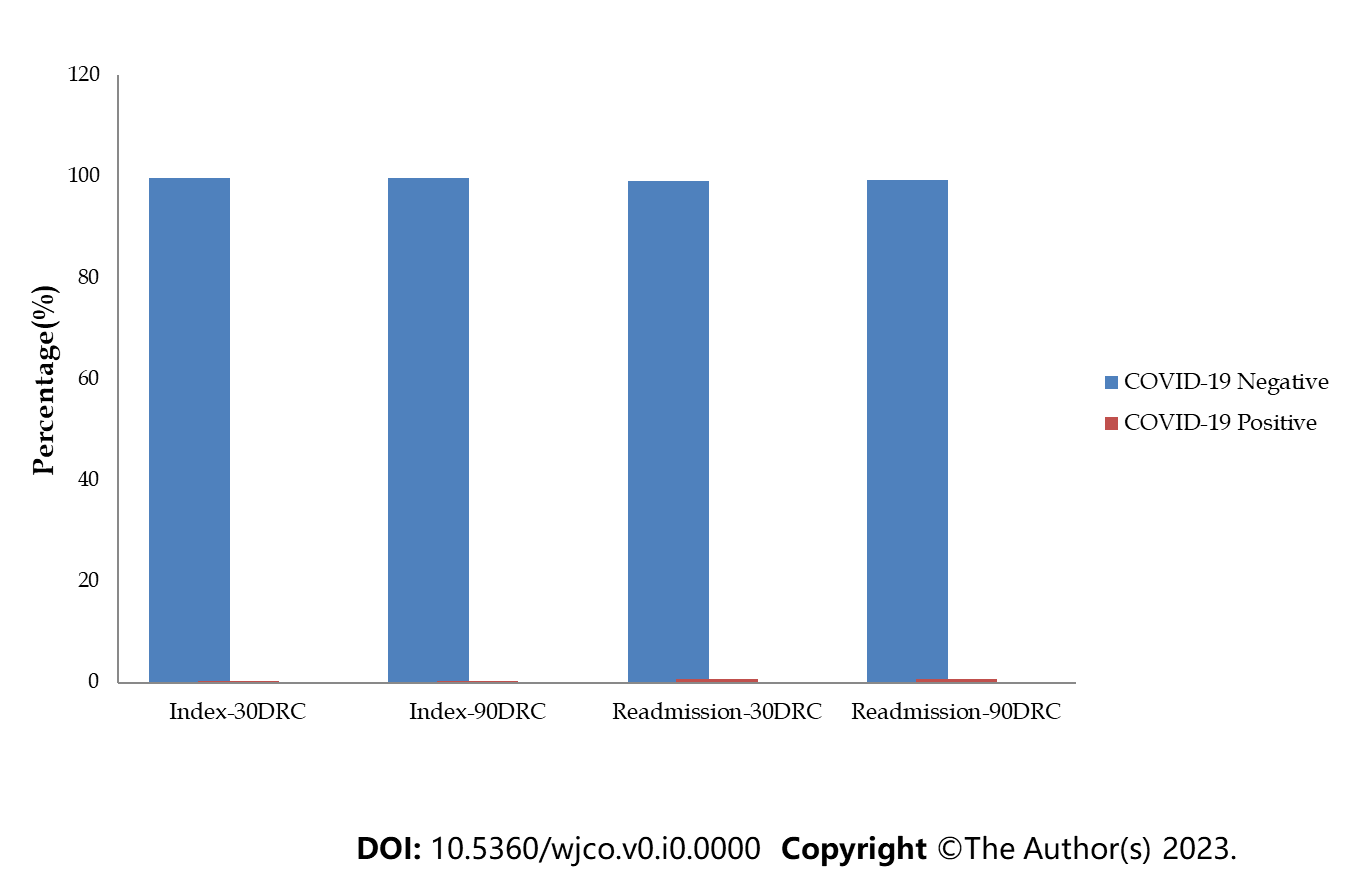 120
100
80
60
40
20
0
Percentage(%)
Index-30DRC
Index-90DRC
Readmission-30DRC
Readmission-90DRC
COVID-19 Negative
COVID-19 Positive
DOI: 10.5360/wjco.v0.i0.0000 Copyright ©The Author(s) 2023.